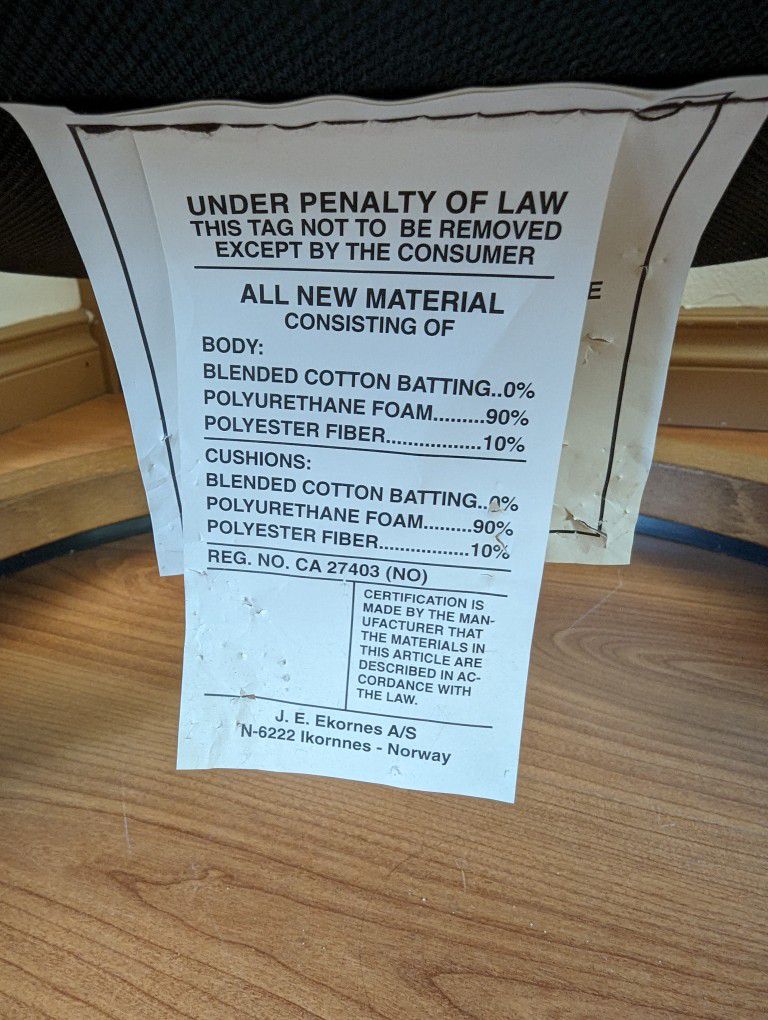 UNDER PENALTY OF LAW
THIS TAG NOT TO BE REMOVED
EXCEPT BY THE CONSUMER
ALL NEW MATERIAL
CONSISTING OF
BODY:
BLENDED COTTON BATTING..0%
POLYURETHANE FOAM.........90%
POLYESTER FIBER.................10%
CUSHIONS:
BLENDED COTTON BATTING..0%
POLYURETHANE FOAM.........90%
POLYESTER FIBER.................10%
REG. NO. CA 27403 (NO)
CERTIFICATION IS
MADE BY THE MAN-
UFACTURER THAT
THE MATERIALS IN
THIS ARTICLE ARE
DESCRIBED IN AC-
CORDANCE WITH
THE LAW.
J. E. Ekornes A/S
N-6222 Ikornnes - Norway
E